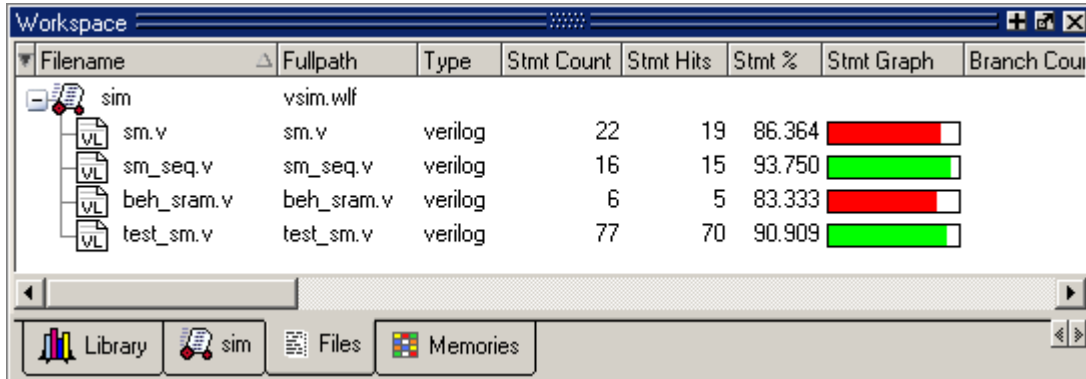 Workspace
Filename Fullpath Type Stmt Count Stmt Hits Stmt % Stmt Graph Branch Cou
sim vsim.wlf
sm.v sm.v verilog 22 19 86.364
sm_seq.v sm_seq.v verilog 16 15 93.750
beh_sram.v beh_sram.v verilog 6 5 83.333
test_sm.v test_sm.v verilog 77 70 90.909
Library sim Files Memories